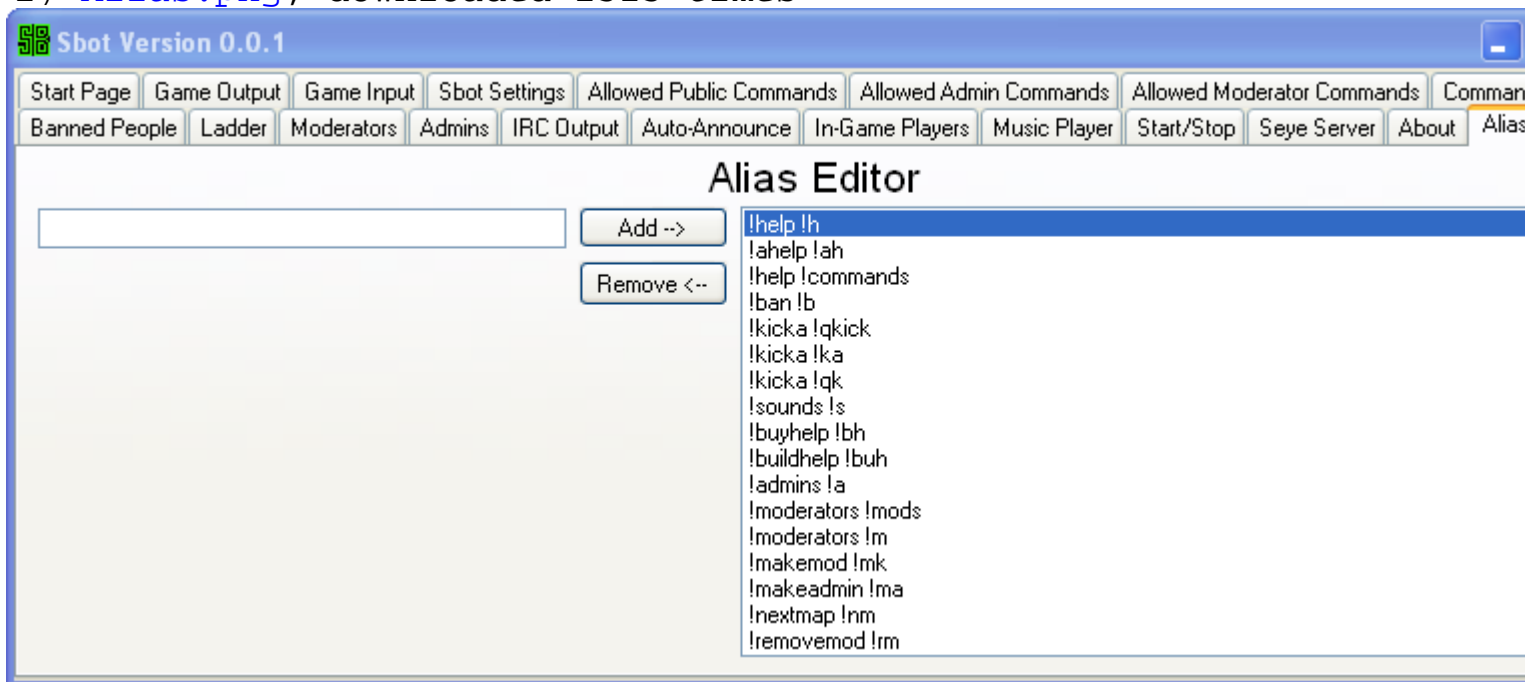 Sbot Version 0.0.1
Start Page Game Output Game Input Sbot Settings Allowed Public Commands Allowed Admin Commands Allowed Moderator Commands Comman
Banned People Ladder Moderators Admins IRC Output Auto-Announce In-Game Players Music Player Start/Stop Seye Server About Alias
Alias Editor
Add -->
Remove <--
!help !h
!ahelp !ah
!help !commands
!ban !b
!kicka !qkick
!kicka !ka
!kicka !qk
!sounds !s
!buyhelp !bh
!buildhelp !buh
!admins !a
!moderators !mods
!moderators !m
!makemod !mk
!makeadmin !ma
!nextmap !nm
!removemod !rm